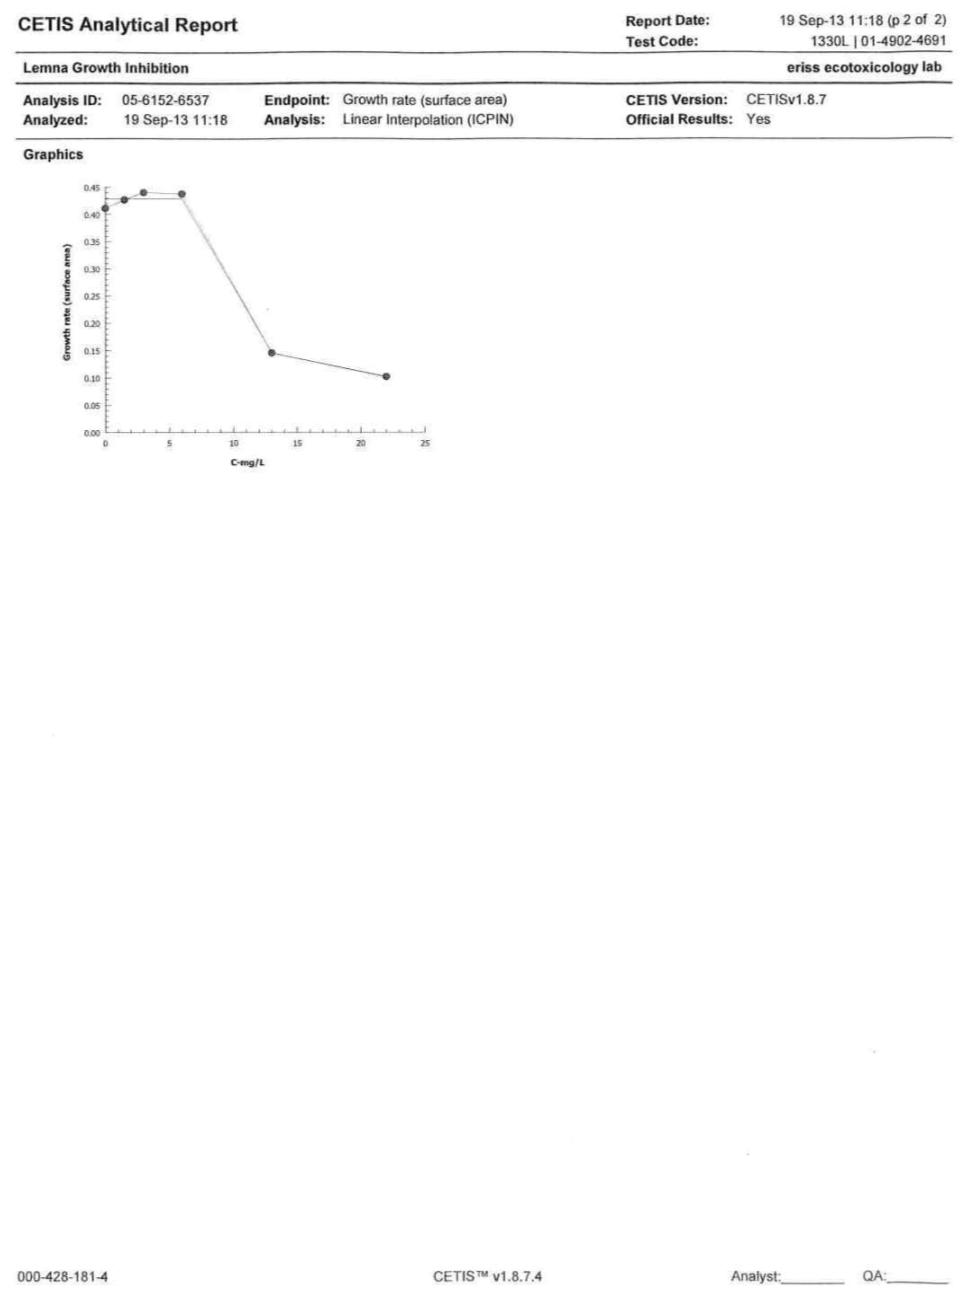 CETIS Analytical Report
Report Date: 19 Sep-13 11:18 (p 2 of 2)
Test Code: 1330L | 01-4902-4691
Lemna Growth Inhibition eriss ecotoxicology lab
Analysis ID: 05-6152-6537 Endpoint: Growth rate (surface area) CETIS Version: CETISv1.8.7
Analyzed: 19 Sep-13 11:18 Analysis: Linear Interpolation (ICPIN) Official Results: Yes
Graphics
0.45
0.40
0.35
0.30
0.25
0.20
0.15
0.10
0.05
0.00
Growth rate (surface area)
0 5 10 15 20 25
C-mg/L
000-428-181-4 CETIS™ v1.8.7.4 Analyst:________ QA:________